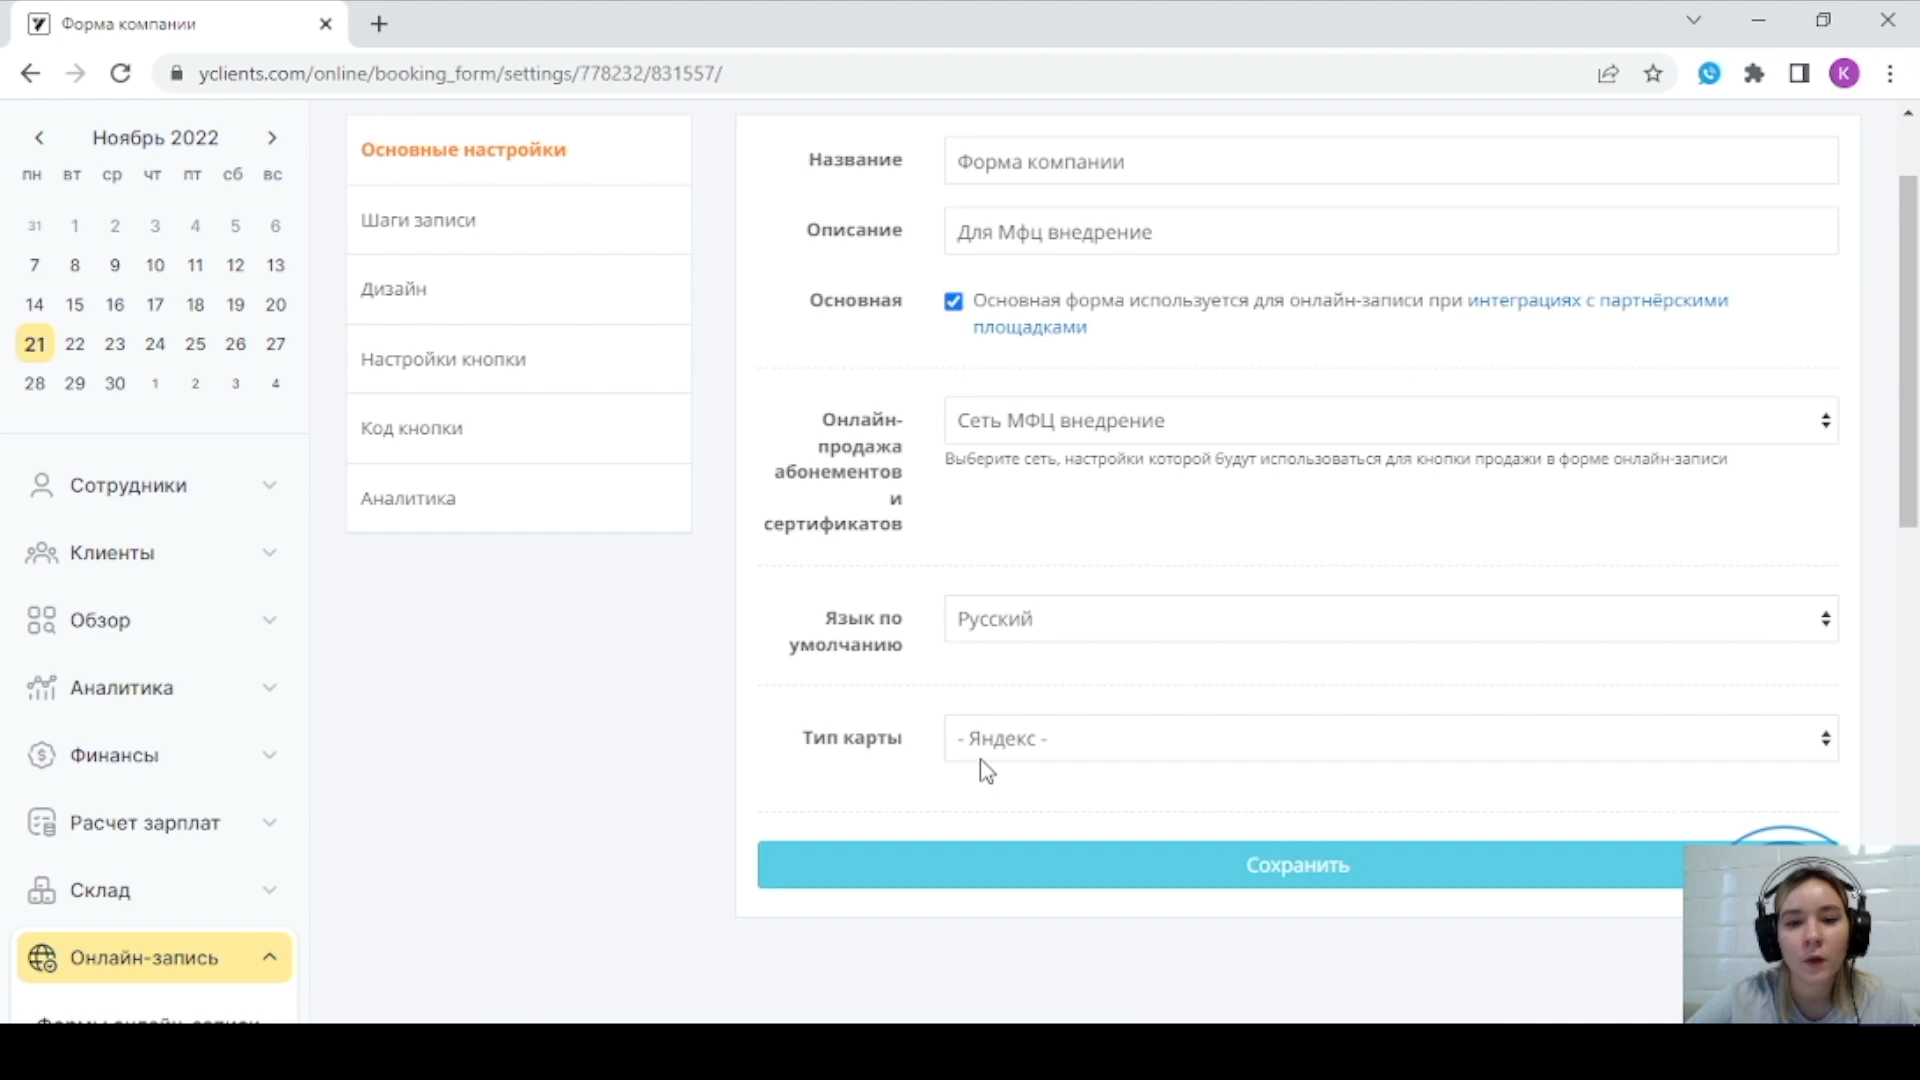 Форма компании
yclients.com/online/booking_form/settings/778232/831557/
K
Ноябрь 2022
пн вт ср чт пт сб вс
31 1 2 3 4 5 6
7 8 9 10 11 12 13
14 15 16 17 18 19 20
21 22 23 24 25 26 27
28 29 30 1 2 3 4
Сотрудники
Клиенты
Обзор
Аналитика
Финансы
Расчет зарплат
Склад
Онлайн-запись
Основные настройки
Шаги записи
Дизайн
Настройки кнопки
Код кнопки
Аналитика
Название
Форма компании
Описание
Для Мфц внедрение
Основная
Основная форма используется для онлайн-записи при интеграциях с партнёрскими
площадками
Онлайн-
продажа
абонементов
и
сертификатов
Сеть МФЦ внедрение
Выберите сеть, настройки которой будут использоваться для кнопки продажи в форме онлайн-записи
Язык по
умолчанию
Русский
Тип карты
- Яндекс -
Сохранить